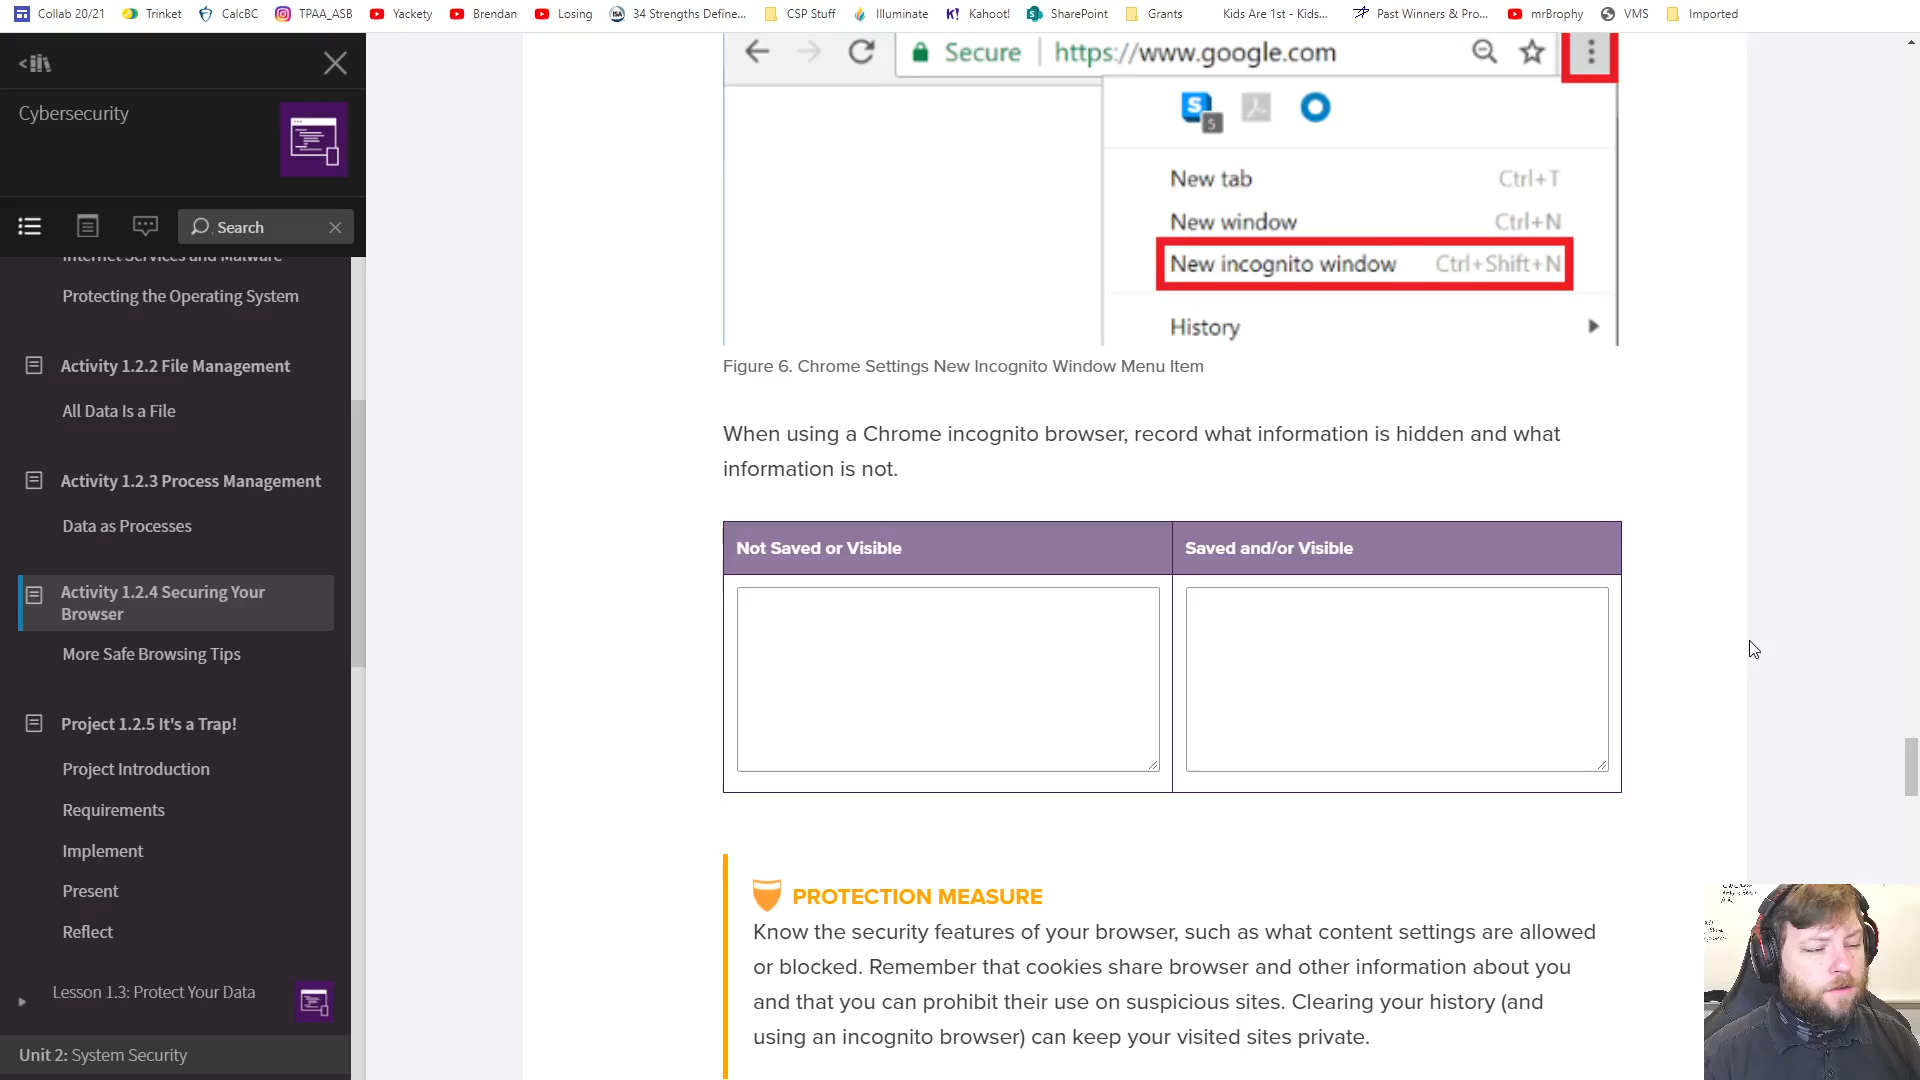 Collab 20/21 Trinket CalcBC TPAA_ASB Yackety Brendan Losing 34 Strengths Define... CSP Stuff Illuminate Kahoot! SharePoint Grants Kids Are 1st - Kids... Past Winners & Pro... mrBrophy VMS Imported
Cybersecurity
Search
Internet Services and Malware
Protecting the Operating System
Activity 1.2.2 File Management
All Data Is a File
Activity 1.2.3 Process Management
Data as Processes
Activity 1.2.4 Securing Your
Browser
More Safe Browsing Tips
Project 1.2.5 It's a Trap!
Project Introduction
Requirements
Implement
Present
Reflect
Lesson 1.3: Protect Your Data
Unit 2: System Security
Secure https://www.google.com
S 5
New tab Ctrl+T
New window Ctrl+N
New incognito window Ctrl+Shift+N
History
Figure 6. Chrome Settings New Incognito Window Menu Item
When using a Chrome incognito browser, record what information is hidden and what
information is not.
Not Saved or Visible Saved and/or Visible
PROTECTION MEASURE
Know the security features of your browser, such as what content settings are allowed
or blocked. Remember that cookies share browser and other information about you
and that you can prohibit their use on suspicious sites. Clearing your history (and
using an incognito browser) can keep your visited sites private.